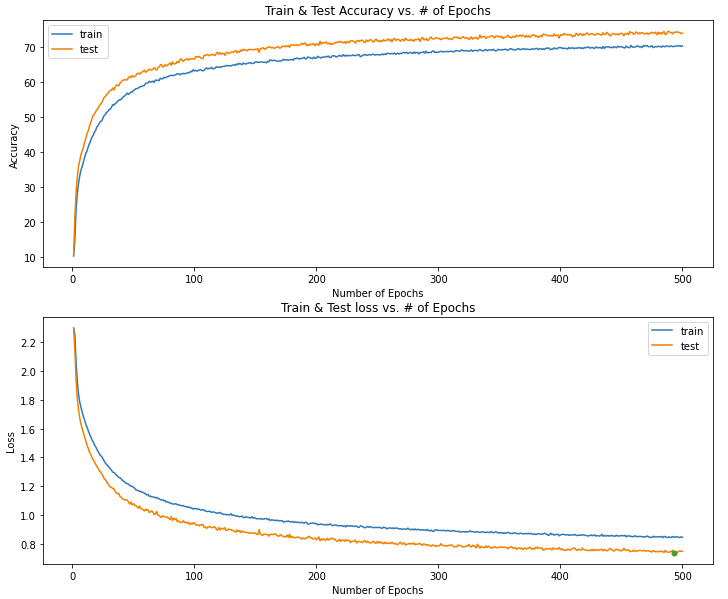 Train & Test Accuracy vs. # of Epochs
train
test
70
60
50
40
30
20
10
Accuracy
0
100
200
300
400
500
Number of Epochs
Train & Test loss vs. # of Epochs
train
test
2.2
2.0
1.8
1.6
1.4
1.2
1.0
0.8
Loss
0
100
200
300
400
500
Number of Epochs